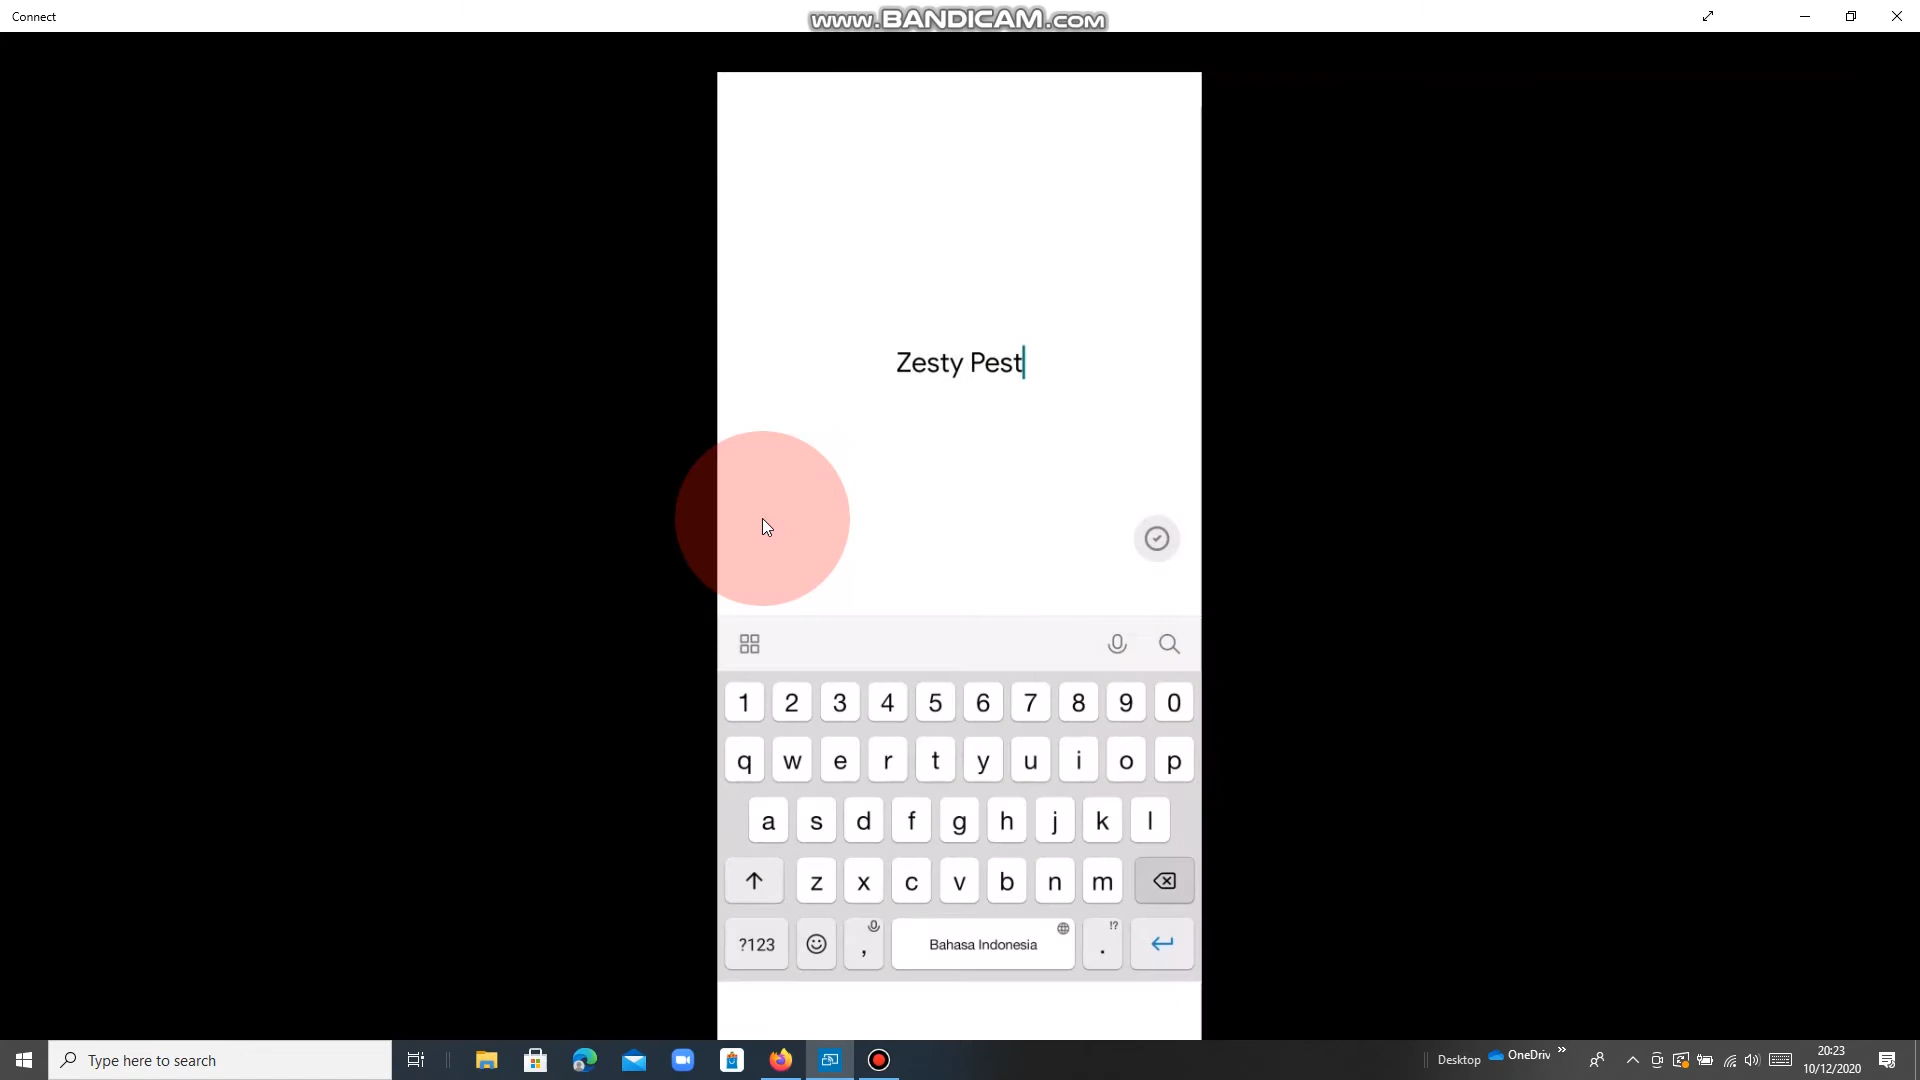 Connect
www.BANDICAM.com
Zesty Pest
1 2 3 4 5 6 7 8 9 0
q w e r t y u i o p
a s d f g h j k l
z x c v b n m
?123 , Bahasa Indonesia !? .
Type here to search
Desktop OneDriv
20:23
10/12/2020